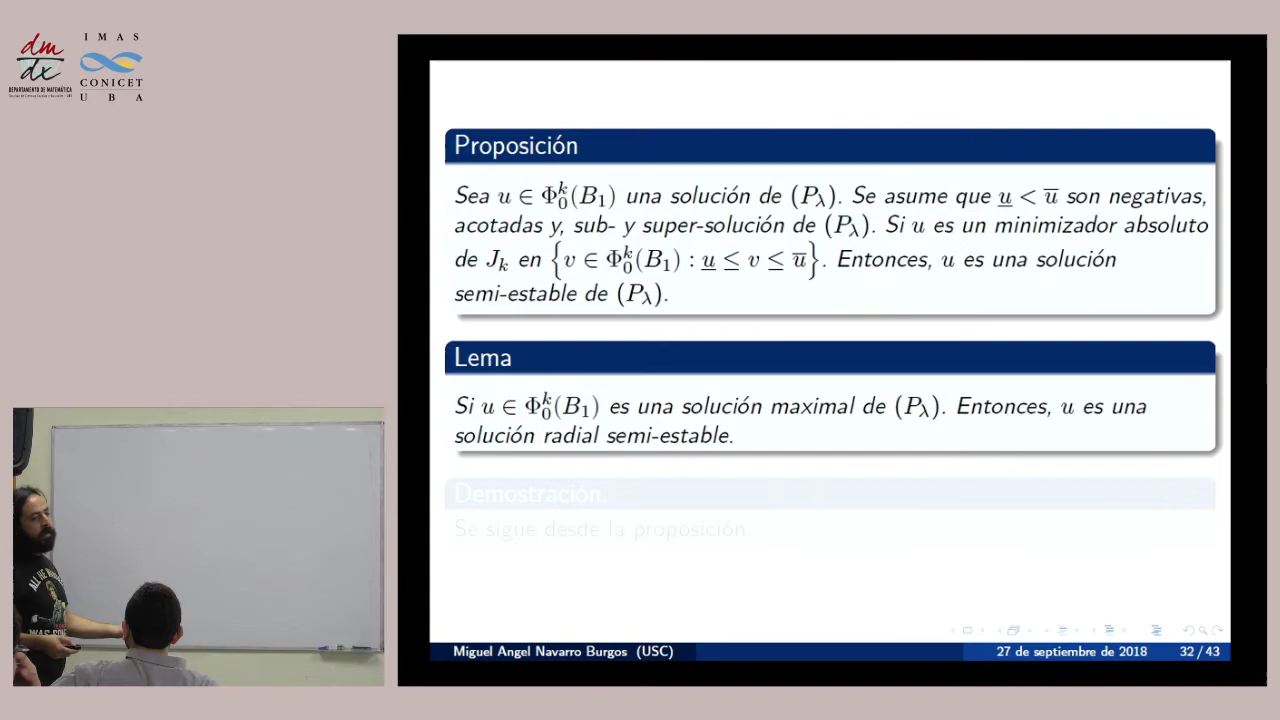 dm
dx
DEPARTAMENTO DE MATEMÁTICA
I M A S
CONICET
U B A
Proposición
Sea u ∈ Φ₀ᵏ(B₁) una solución de (P_λ). Se asume que u̲ < u̅ son negativas,
acotadas y, sub- y super-solución de (P_λ). Si u es un minimizador absoluto
de J_k en {v ∈ Φ₀ᵏ(B₁) : u̲ ≤ v ≤ u̅}. Entonces, u es una solución
semi-estable de (P_λ).
Lema
Si u ∈ Φ₀ᵏ(B₁) es una solución maximal de (P_λ). Entonces, u es una
solución radial semi-estable.
Demostración.
Se sigue desde la proposición
ALL
WAS
Miguel Angel Navarro Burgos (USC) 27 de septiembre de 2018 32 / 43